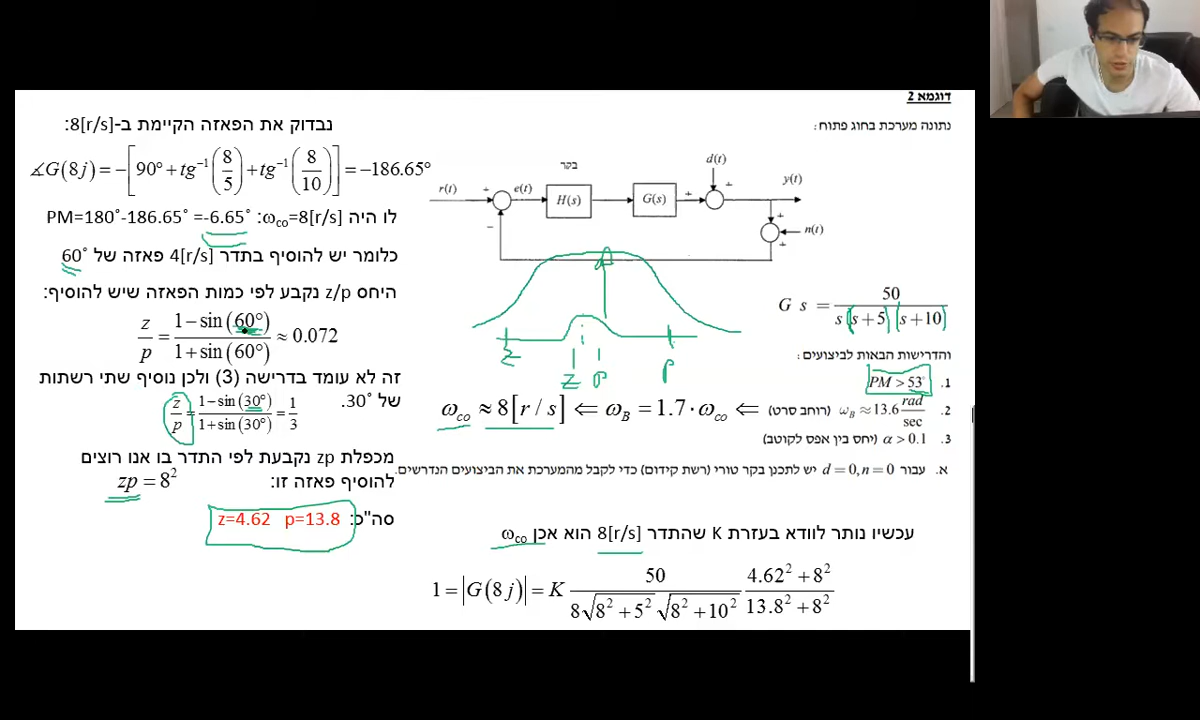 דוגמא 2
נתונה מערכת בחוג פתוח:
בקר
d(t)
r(t)
+
e(t)
H(s)
G(s)
+
+
y(t)
−
+
+
n(t)
G s = 50 / s(s+5)(s+10)
והדרישות הבאות לביצועים:
1. PM > 53°
2. ω_B ≈ 13.6 rad/sec (רוחב סרט) ⇐ ω_B = 1.7·ω_co ⇐ ω_co ≈ 8[r/s]
3. α > 0.1 (יחס בין אפס לקוטב)
א. עבור d = 0, n = 0 יש לתכנן בקר טורי (רשת קידום) כדי לקבל מהמערכת את הביצועים הנדרשים.
z
z p
p
עכשיו נותר לוודא בעזרת K שהתדר 8[r/s] הוא אכן ω_co
1 = |G(8j)| = K 50 / 8√8²+5² √8²+10² 4.62²+8² / 13.8²+8²
נבדוק את הפאזה הקיימת ב-8[r/s]:
∡G(8j) = −[90° + tg⁻¹(8/5) + tg⁻¹(8/10)] = −186.65°
לו היה ω_co=8[r/s]: PM=180°-186.65° =-6.65°
כלומר יש להוסיף בתדר 4[r/s] פאזה של 60°
היחס z/p נקבע לפי כמות הפאזה שיש להוסיף:
z/p = 1−sin(60°) / 1+sin(60°) ≈ 0.072
זה לא עומד בדרישה (3) ולכן נוסיף שתי רשתות
של 30°. z/p = 1−sin(30°) / 1+sin(30°) = 1/3
מכפלת zp נקבעת לפי התדר בו אנו רוצים
להוסיף פאזה זו: zp = 8²
סה"כ: z=4.62 p=13.8